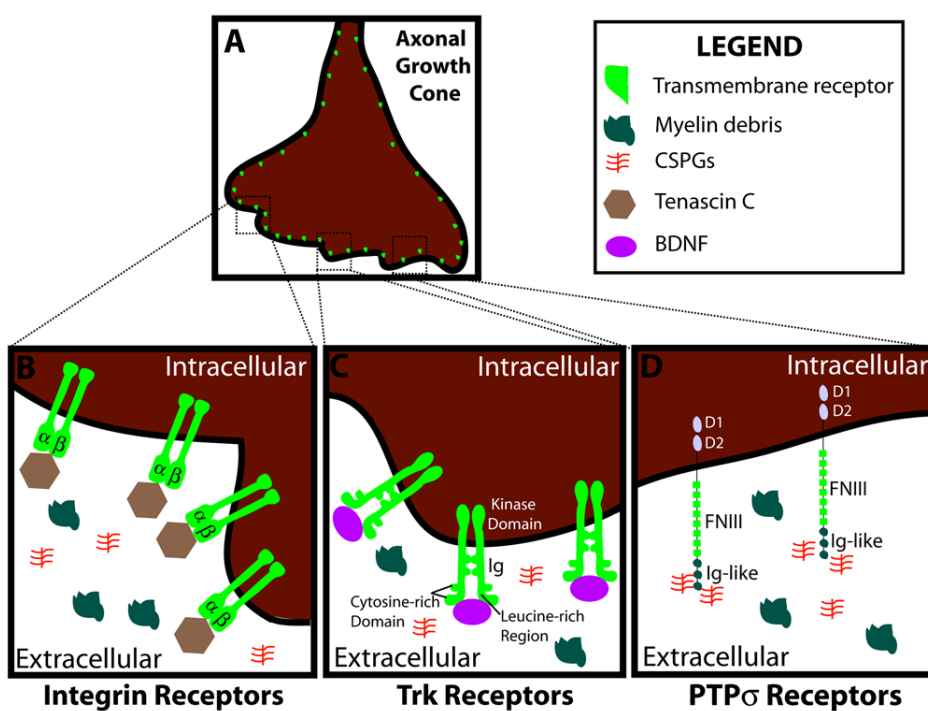 A
Axonal
Growth
Cone
LEGEND
Transmembrane receptor
Myelin debris
CSPGs
Tenascin C
BDNF
B
Intracellular
α β
α β
α β
α β
Extracellular
Integrin Receptors
C
Intracellular
Kinase
Domain
Ig
Cytosine-rich
Domain
Leucine-rich
Region
Extracellular
Trk Receptors
D
Intracellular
D1
D2
D1
D2
FNIII
FNIII
Ig-like
Ig-like
Extracellular
PTPσ Receptors